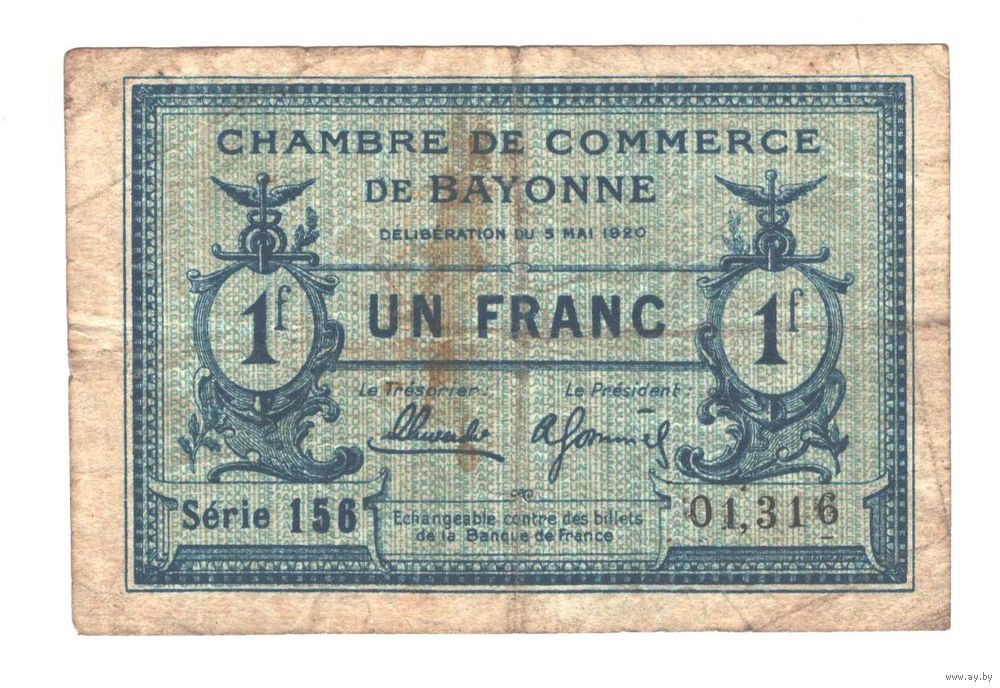 CHAMBRE DE COMMERCE
DE BAYONNE
DÉLIBÉRATION DU 5 MAI 1920
1f UN FRANC 1f
Le Trésorier: Le Président:
Série 156
Echangeable contre des billets
de la Banque de France
01,316
www.ay.by